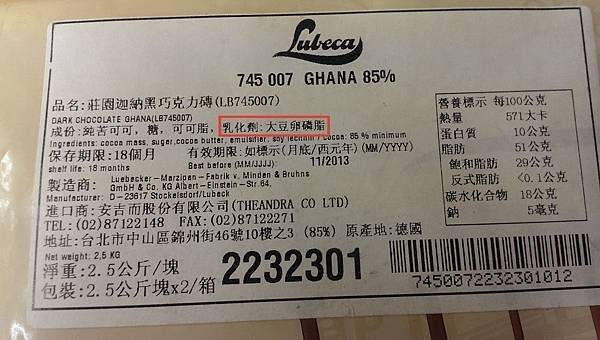 Lubeca
745 007 GHANA 85%
品名:莊園迦納黑巧克力磚(LB745007)
DARK CHOCOLATE GHANA(LB745007)
成份:純苦可可, 糖, 可可脂, 乳化劑:大豆卵磷脂
Ingredients: cocoa mass, suger,cocoa butter, emulsifier: soy lecithin / cocoa: 85 % minimum
保存期限:18個月 有效期限:如標示(月底/西元年)(MM/YYYY)
shelf life: 18 months Best before (MM/JJJJ): 11/2013
製造商: Luebecker-Marzipan-Fabrik v. Minden & Bruhns
GmbH & Co. KG Albert-Einstein-Str.64,
Manufacturer: D-23617 Stockelsdorf/Lubeck
進口商:安吉而股份有限公司(THEANDRA CO LTD)
TEL:(02)87122148 FAX:(02)87122271
地址:台北市中山區錦州街46號10樓之3 (85%) 原產地:德國
Net weight: 2,5 KG
淨重:2.5公斤/塊
包裝:2.5公斤塊x2/箱
2232301
營養標示 每100公克
熱量 571大卡
蛋白質 10公克
脂肪 51公克
飽和脂肪 29公克
反式脂肪 <0.1公克
碳水化合物 18公克
鈉 5毫克
7450072232301012